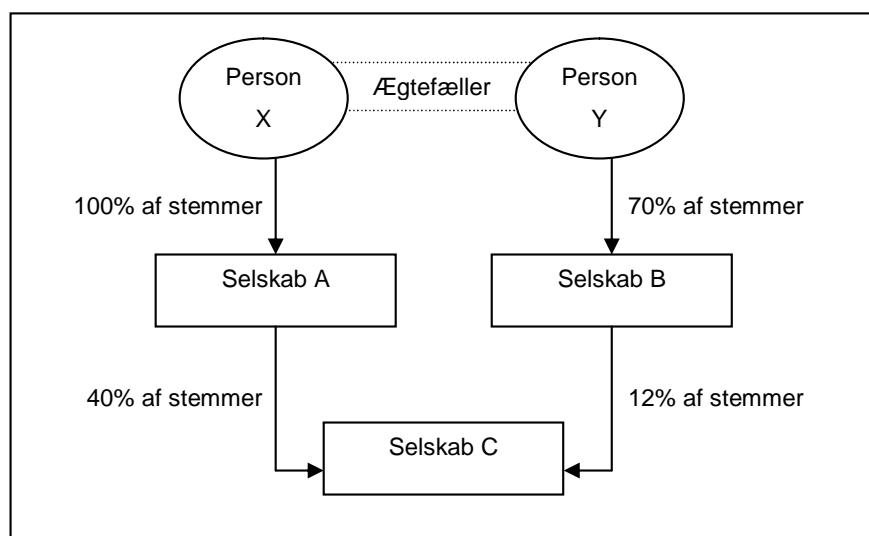 Person
X
Ægtefæller
Person
Y
100% af stemmer
70% af stemmer
Selskab A
Selskab B
40% af stemmer
12% af stemmer
Selskab C